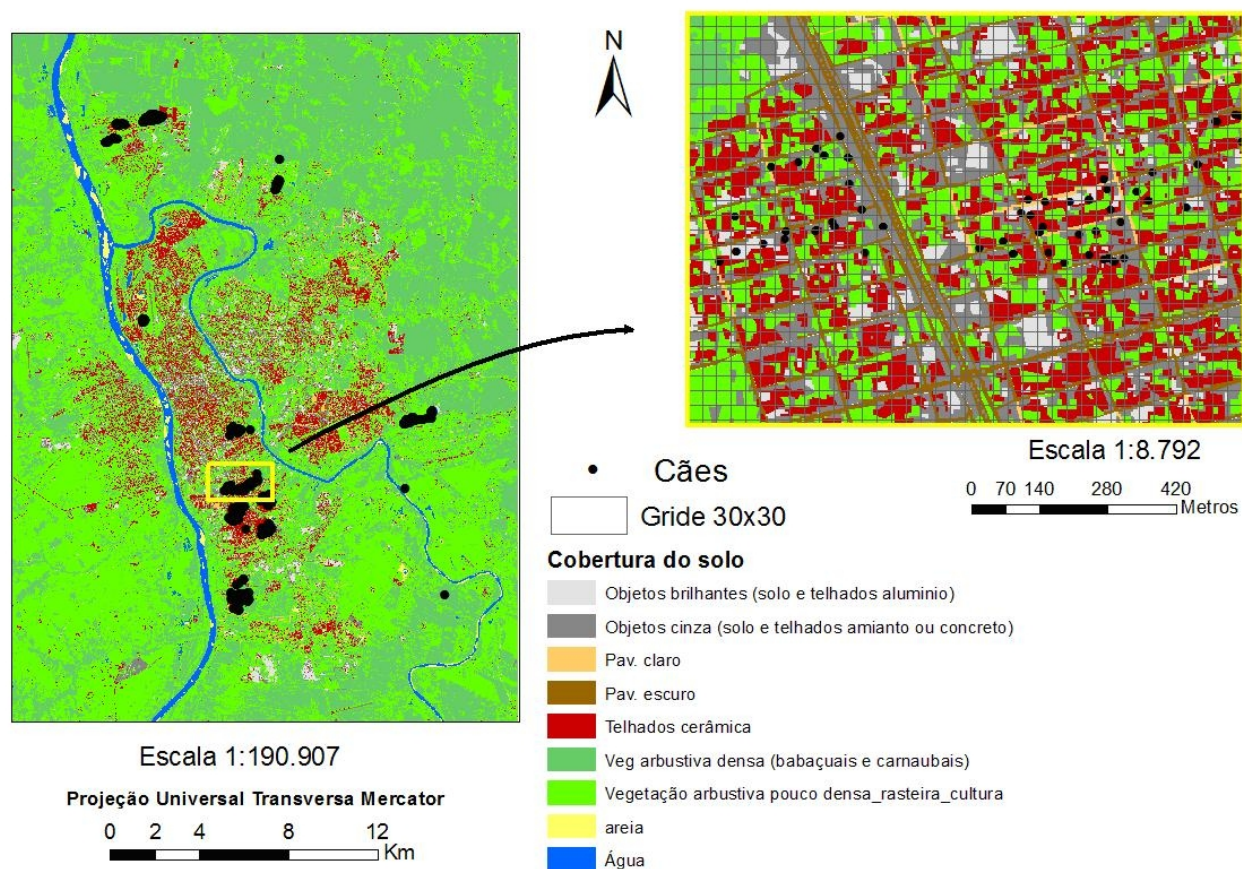 N
Escala 1:8.792
0 70 140 280 420
Metros
Cães
Gride 30x30
Cobertura do solo
Objetos brilhantes (solo e telhados aluminio)
Objetos cinza (solo e telhados amianto ou concreto)
Pav. claro
Pav. escuro
Telhados cerâmica
Veg arbustiva densa (babaçuais e carnaubais)
Vegetação arbustiva pouco densa_rasteira_cultura
areia
Água
Escala 1:190.907
Projeção Universal Transversa Mercator
0 2 4 8 12
Km